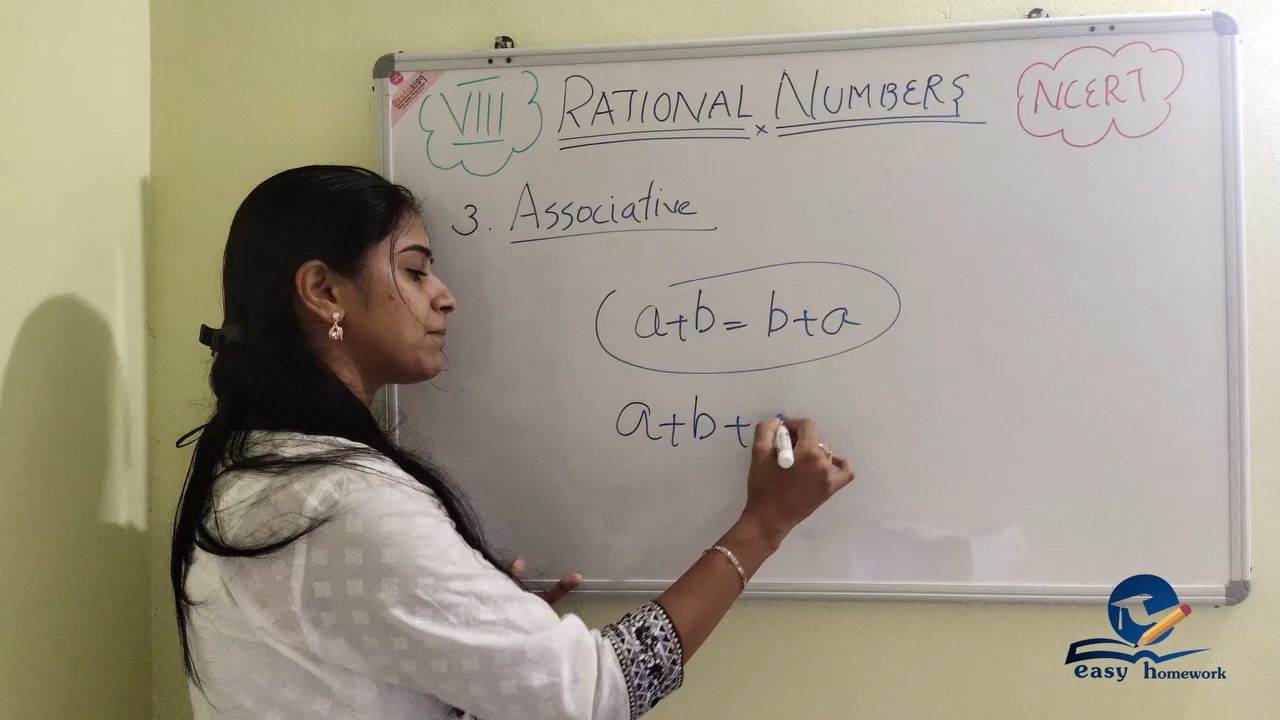 VIII RATIONAL NUMBERS NCERT
3. Associative
a+b = b+a
a+b+
easy homework